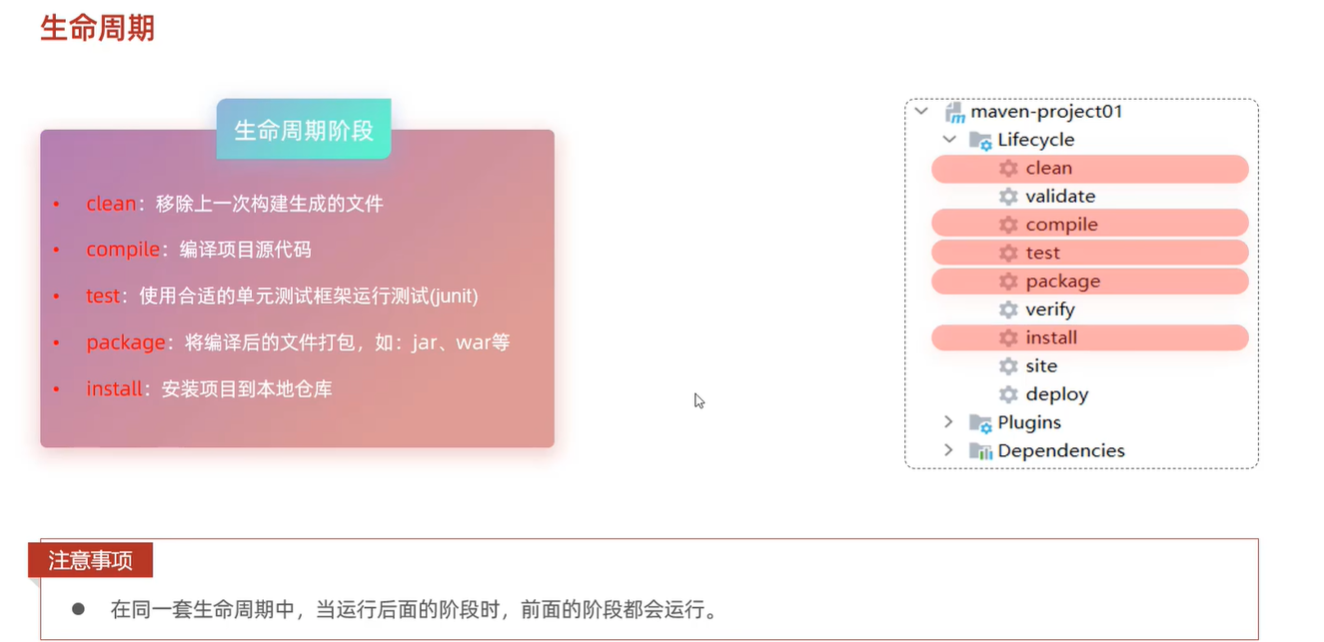 生命周期
生命周期阶段
• clean：移除上一次构建生成的文件
• compile：编译项目源代码
• test：使用合适的单元测试框架运行测试(junit)
• package：将编译后的文件打包，如：jar、war等
• install：安装项目到本地仓库
maven-project01
Lifecycle
clean
validate
compile
test
package
verify
install
site
deploy
Plugins
Dependencies
注意事项
● 在同一套生命周期中，当运行后面的阶段时，前面的阶段都会运行。